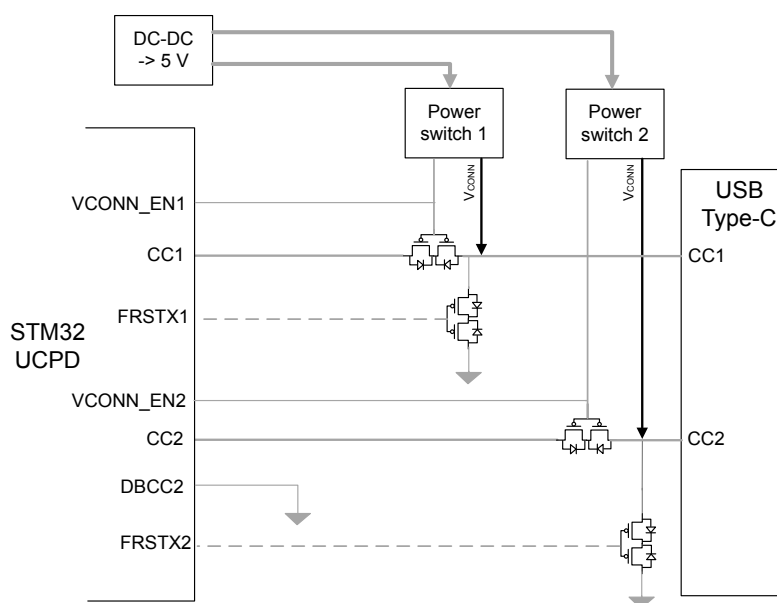 DC-DC
-> 5 V
Power
switch 1
Power
switch 2
VCONN
VCONN
USB
Type-C
VCONN_EN1
CC1
CC1
FRSTX1
STM32
UCPD
VCONN_EN2
CC2
CC2
DBCC2
FRSTX2